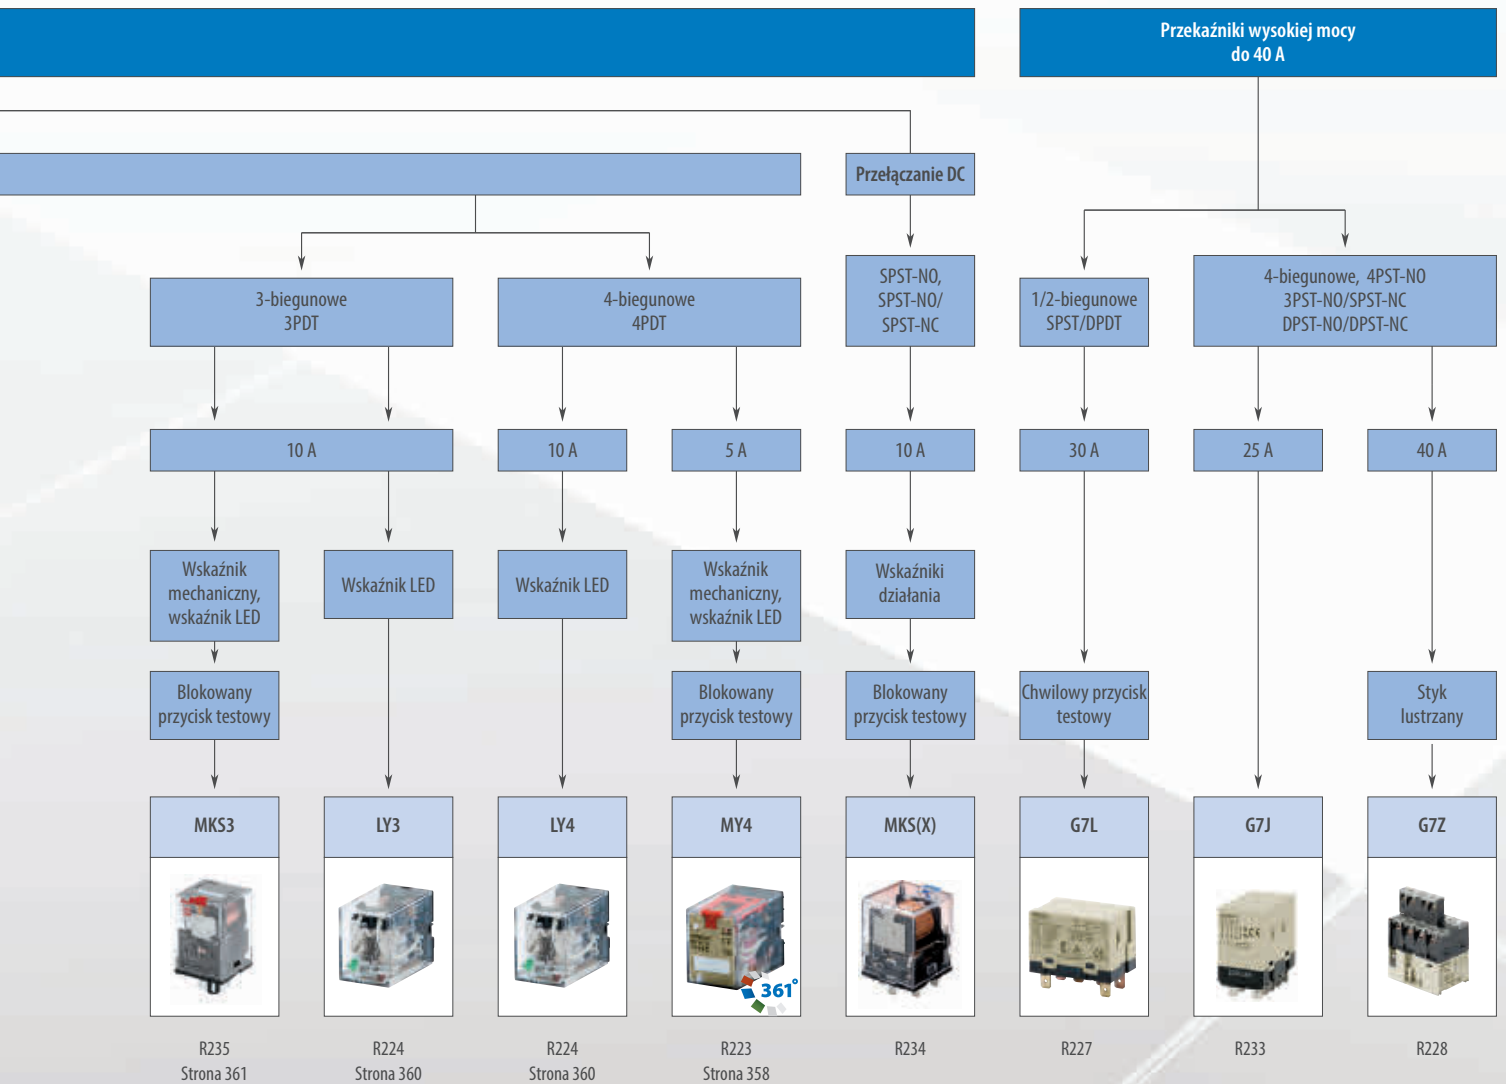 Przekaźniki wysokiej mocy
do 40 A
Przełączanie DC
3-biegunowe
3PDT
4-biegunowe
4PDT
SPST-NO,
SPST-NO/
SPST-NC
1/2-biegunowe
SPST/DPDT
4-biegunowe, 4PST-NO
3PST-NO/SPST-NC
DPST-NO/DPST-NC
10 A
10 A
5 A
10 A
30 A
25 A
40 A
Wskaźnik
mechaniczny,
wskaźnik LED
Wskaźnik LED
Wskaźnik LED
Wskaźnik
mechaniczny,
wskaźnik LED
Wskaźniki
działania
Blokowany
przycisk testowy
Blokowany
przycisk testowy
Blokowany
przycisk testowy
Chwilowy przycisk
testowy
Styk
lustrzany
MKS3
LY3
LY4
MY4
MKS(X)
G7L
G7J
G7Z
361°
R235
Strona 361
R224
Strona 360
R224
Strona 360
R223
Strona 358
R234
R227
R233
R228